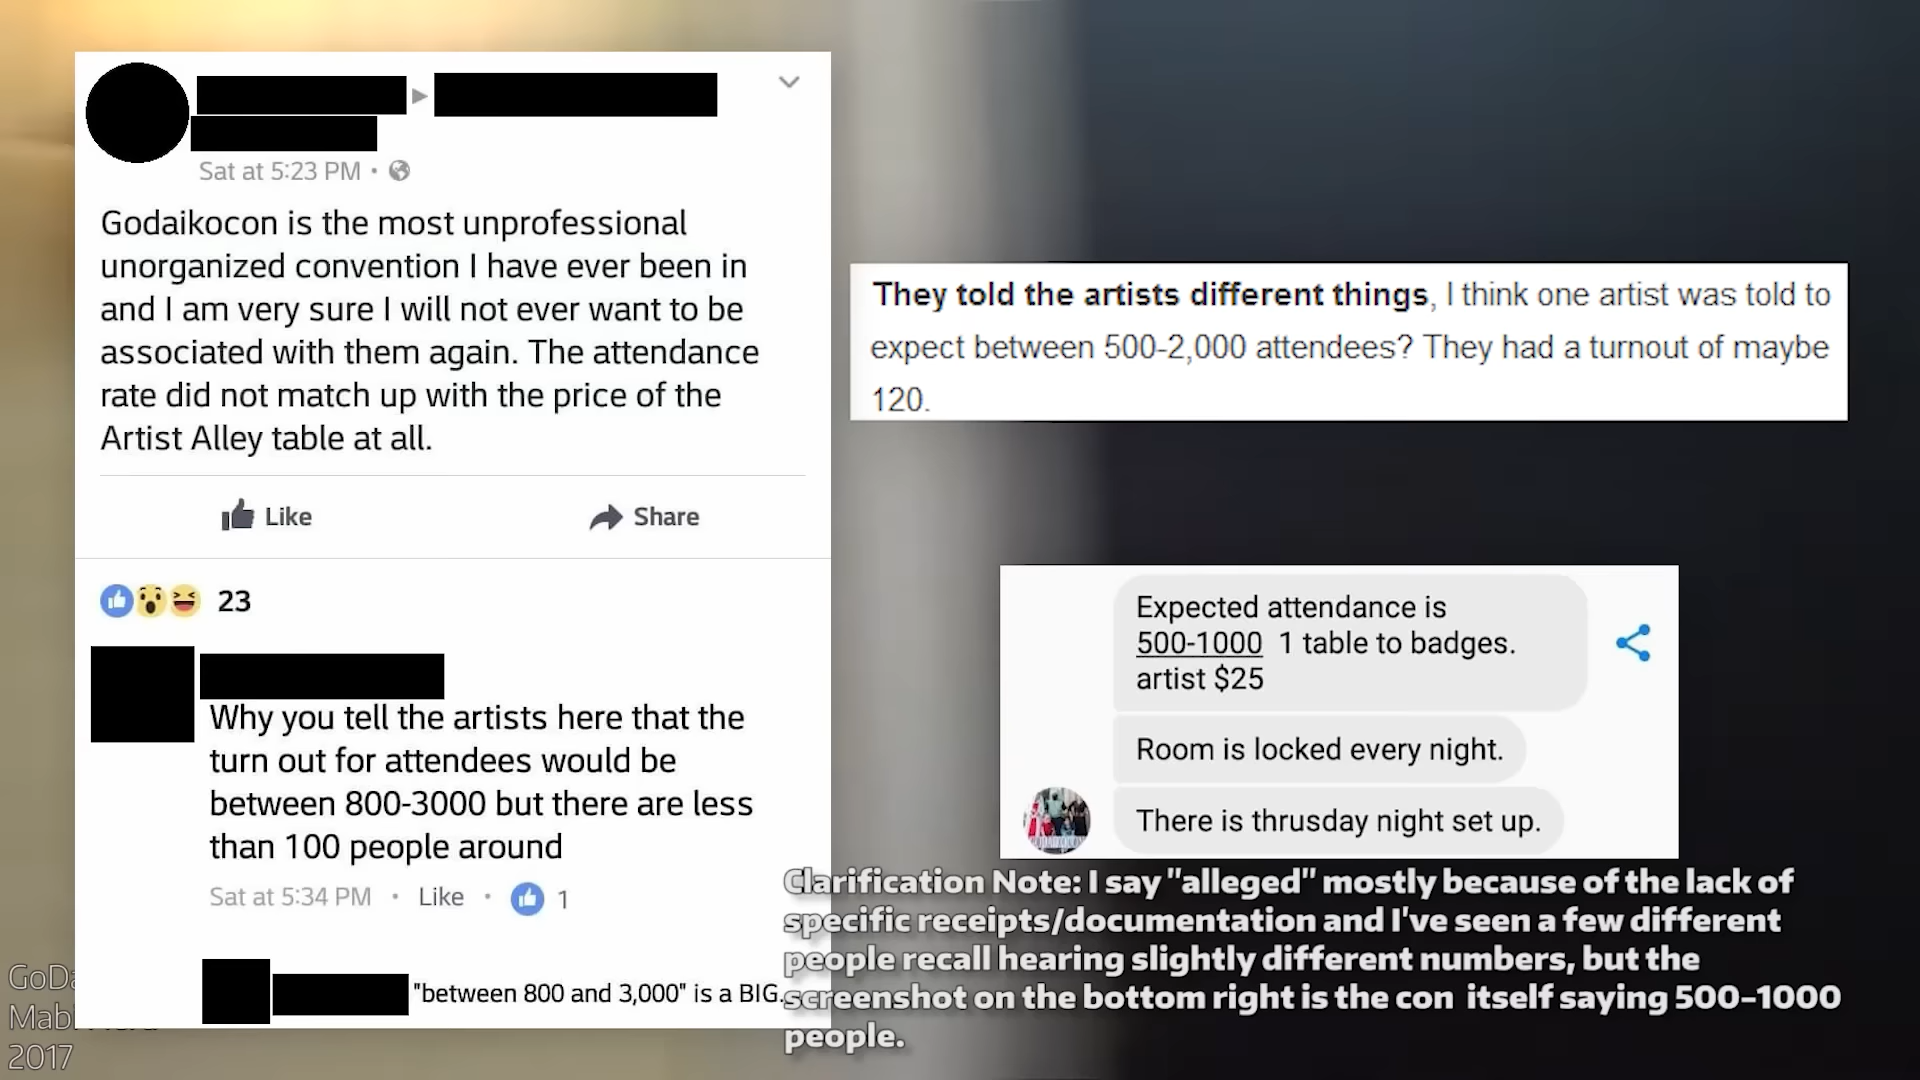 Sat at 5:23 PM ·
Godaikocon is the most unprofessional
unorganized convention I have ever been in
and I am very sure I will not ever want to be
associated with them again. The attendance
rate did not match up with the price of the
Artist Alley table at all.
Like
Share
23
Why you tell the artists here that the
turn out for attendees would be
between 800-3000 but there are less
than 100 people around
Sat at 5:34 PM · Like · 1
"between 800 and 3,000" is a BIG.
They told the artists different things, I think one artist was told to
expect between 500-2,000 attendees? They had a turnout of maybe
120.
Expected attendance is
500-1000 1 table to badges.
artist $25
Room is locked every night.
There is thrusday night set up.
Clarification Note: I say "alleged" mostly because of the lack of
specific receipts/documentation and I've seen a few different
people recall hearing slightly different numbers, but the
screenshot on the bottom right is the con itself saying 500-1000
people.
2017